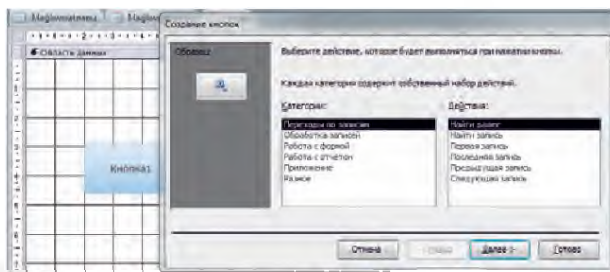 Создание кнопок
Область данных
Кнопка1
Образец
Выберите действие, которое будет выполняться при нажатии кнопки.
Каждая категория содержит собственный набор действий.
Категории:
Переходы по записям
Обработка записей
Работа с формой
Работа с отчетом
Приложение
Разное
Действия:
Найти далее
Найти запись
Первая запись
Последняя запись
Предыдущая запись
Следующая запись
Отмена
Далее >
Готово